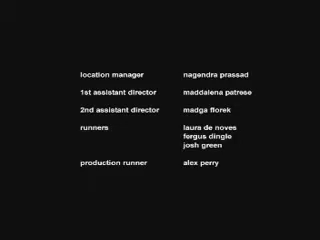 location manager nagendra prassad
1st assistant director maddalena patrese
2nd assistant director madga florek
runners laura de noves
fergus dingle
josh green
production runner alex perry